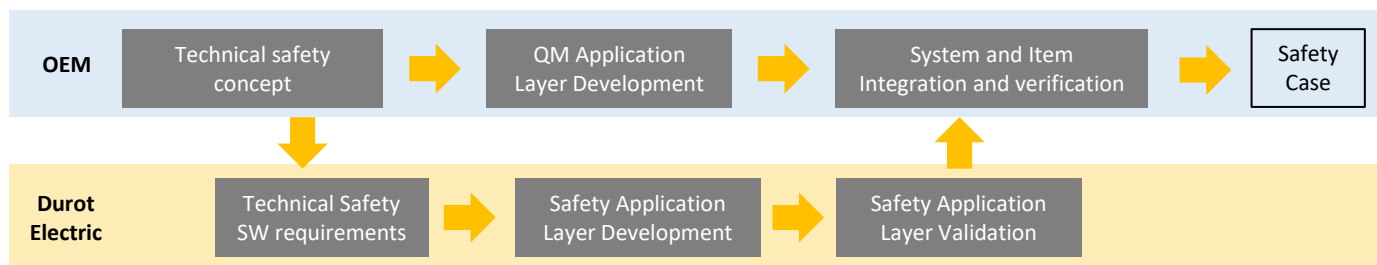 OEM
Technical safety
concept
QM Application
Layer Development
System and Item
Integration and verification
Safety
Case
Durot
Electric
Technical Safety
SW requirements
Safety Application
Layer Development
Safety Application
Layer Validation